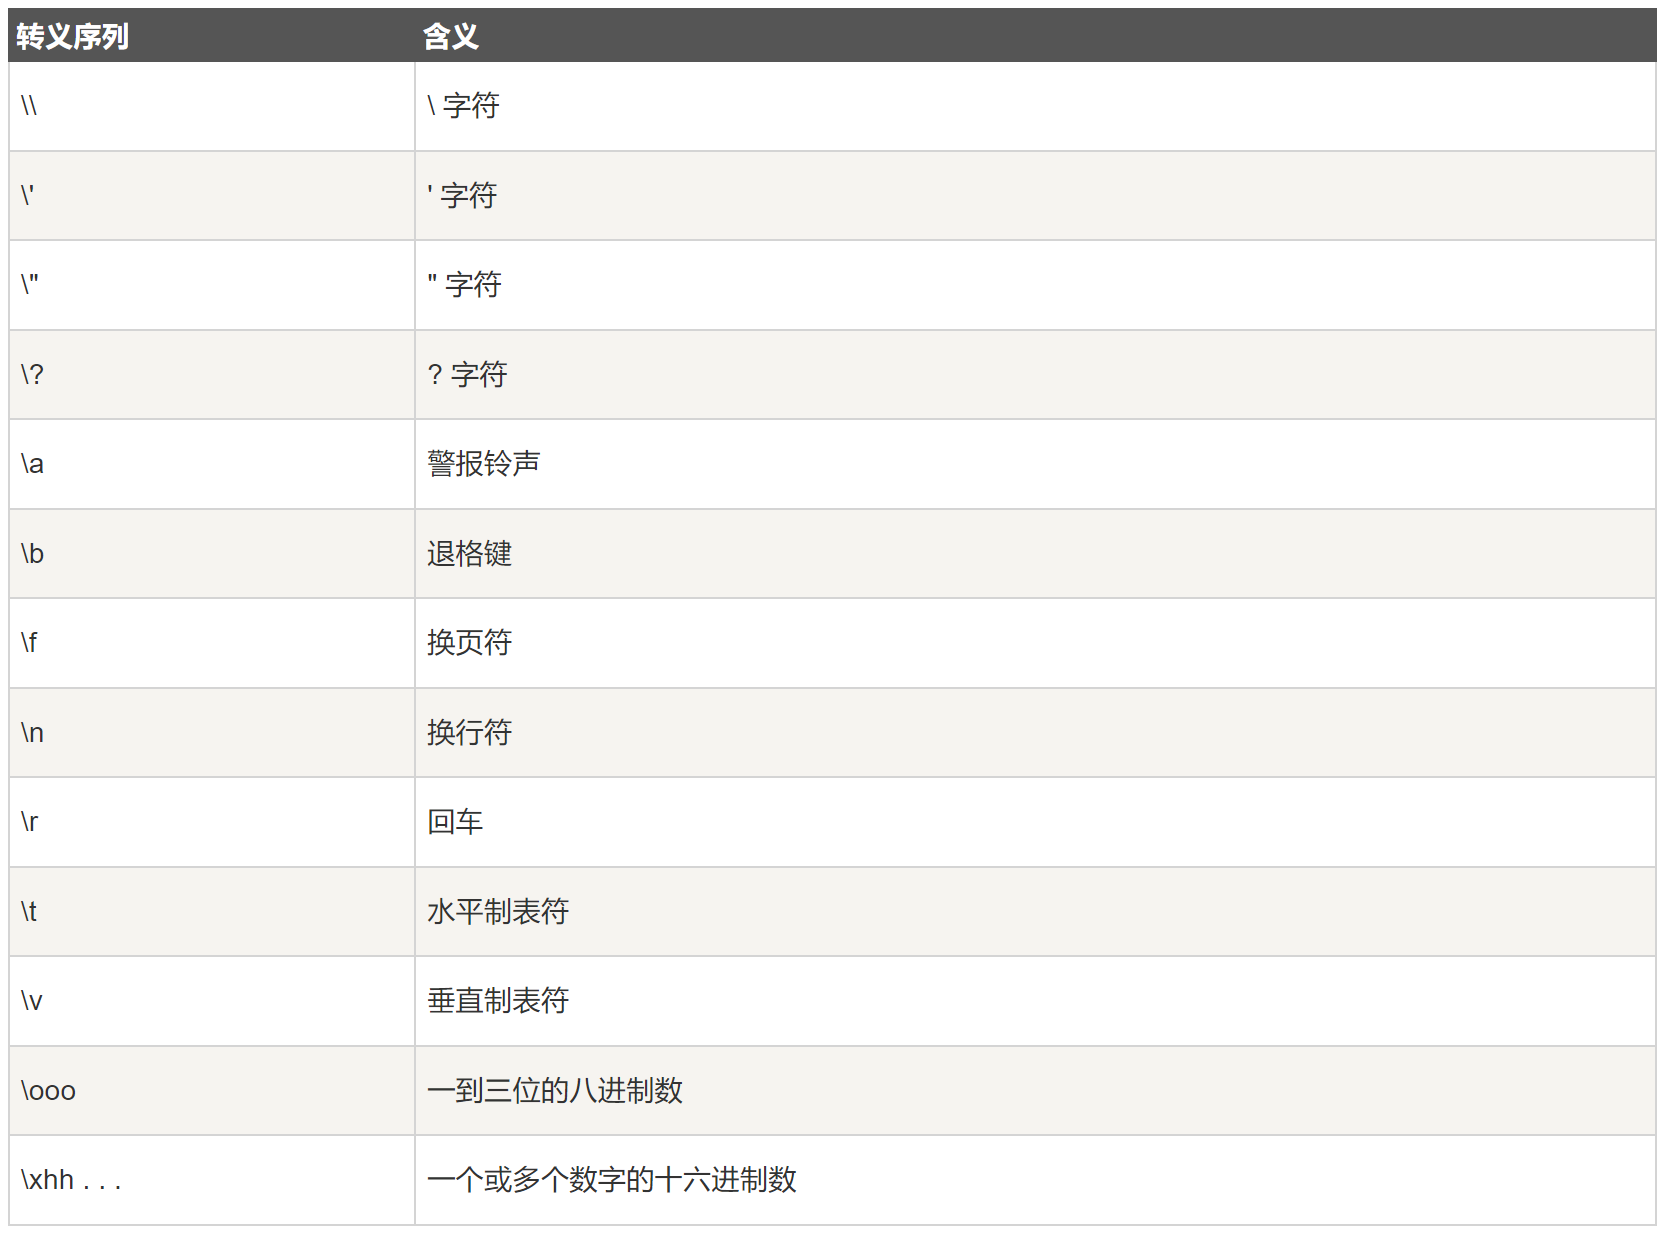 转义序列 含义
\\ \ 字符
\' ' 字符
\" " 字符
\? ? 字符
\a 警报铃声
\b 退格键
\f 换页符
\n 换行符
\r 回车
\t 水平制表符
\v 垂直制表符
\ooo 一到三位的八进制数
\xhh . . . 一个或多个数字的十六进制数